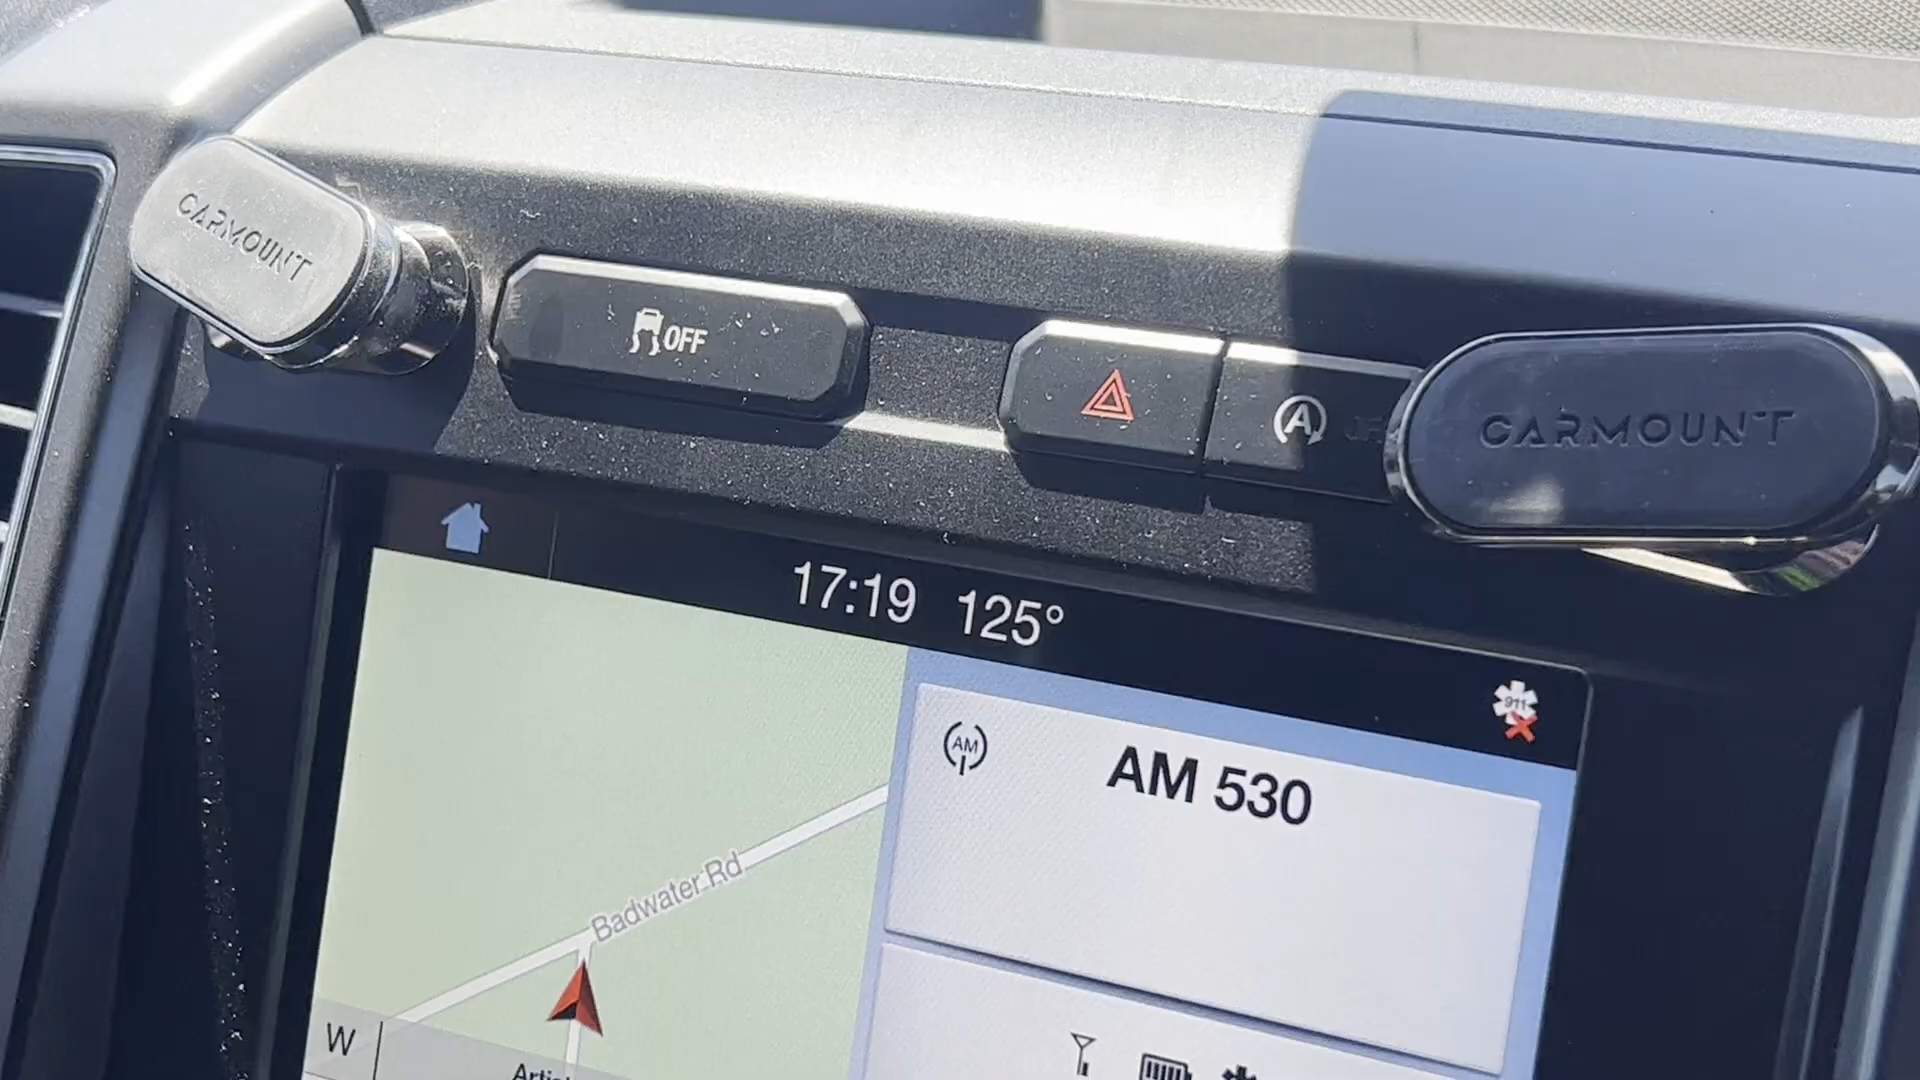 CARMOUNT
OFF
A
CARMOUNT
17:19 125°
911
AM
AM 530
Badwater Rd
W